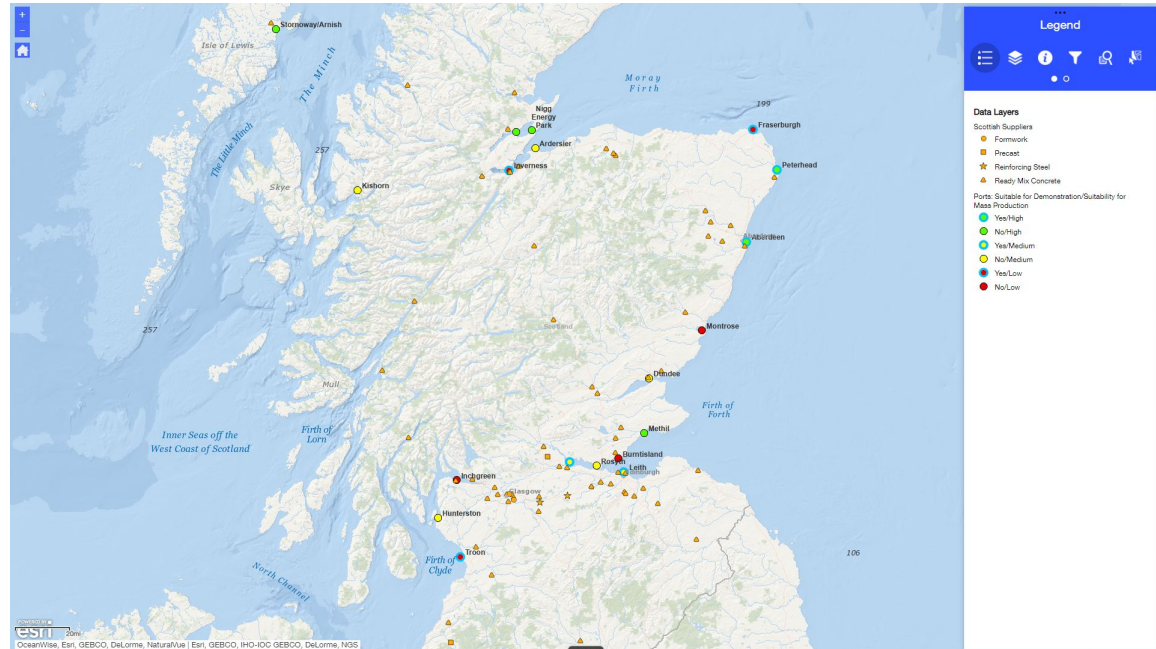 +
−
Stornoway/Arnish
Isle of Lewis
The Minch
The Little Minch
257
Skye
Kishorn
Nigg
Energy
Park
Ardersier
Inverness
Moray
Firth
199
Fraserburgh
Peterhead
Aberdeen
Scotland
Montrose
Dundee
257
Mull
Firth of
Forth
Inner Seas off the
West Coast of Scotland
Firth of
Lorn
Methil
Burntisland
Rosyth
Leith
Inchgreen
Glasgow
Hunterston
Troon
Firth of
Clyde
North Channel
106
POWERED BY
esri
20mi
OceanWise, Esri, GEBCO, DeLorme, NaturalVue | Esri, GEBCO, IHO-IOC GEBCO, DeLorme, NGS
Legend
Data Layers
Scottish Suppliers
Formwork
Precast
Reinforcing Steel
Ready Mix Concrete
Ports: Suitable for Demonstration/Suitability for
Mass Production
Yes/High
No/High
Yes/Medium
No/Medium
Yes/Low
No/Low